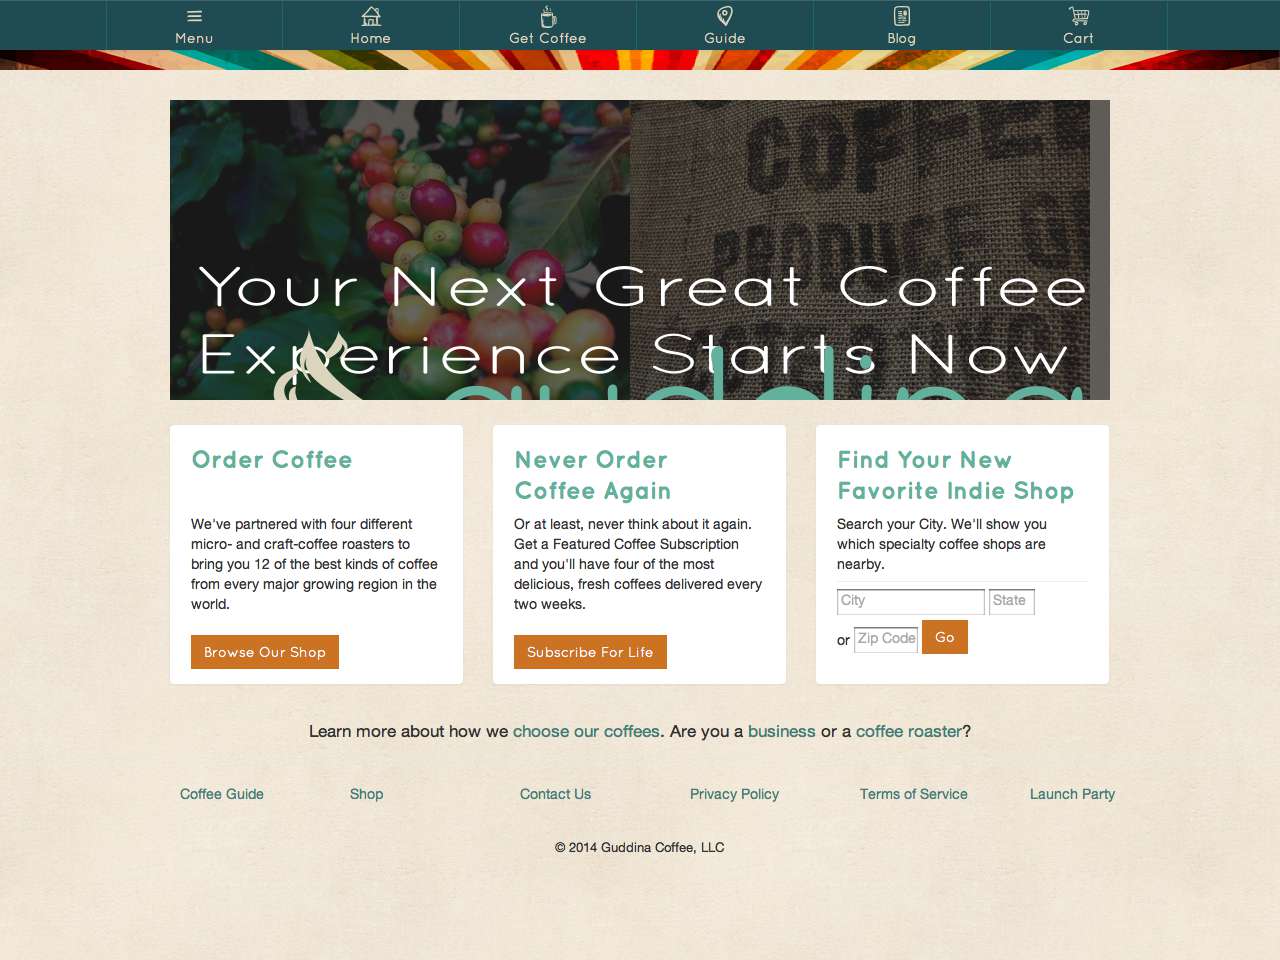 Menu
Home
Get Coffee
Guide
Blog
Cart
COFFEE
PRODUCE
Your Next Great Coffee
Experience Starts Now
&
guddina
Order Coffee
We've partnered with four different
micro- and craft-coffee roasters to
bring you 12 of the best kinds of coffee
from every major growing region in the
world.
Browse Our Shop
Never Order
Coffee Again
Or at least, never think about it again.
Get a Featured Coffee Subscription
and you'll have four of the most
delicious, fresh coffees delivered every
two weeks.
Subscribe For Life
Find Your New
Favorite Indie Shop
Search your City. We'll show you
which specialty coffee shops are
nearby.
City State
or Zip Code Go
Learn more about how we choose our coffees. Are you a business or a coffee roaster?
Coffee Guide
Shop
Contact Us
Privacy Policy
Terms of Service
Launch Party
© 2014 Guddina Coffee, LLC